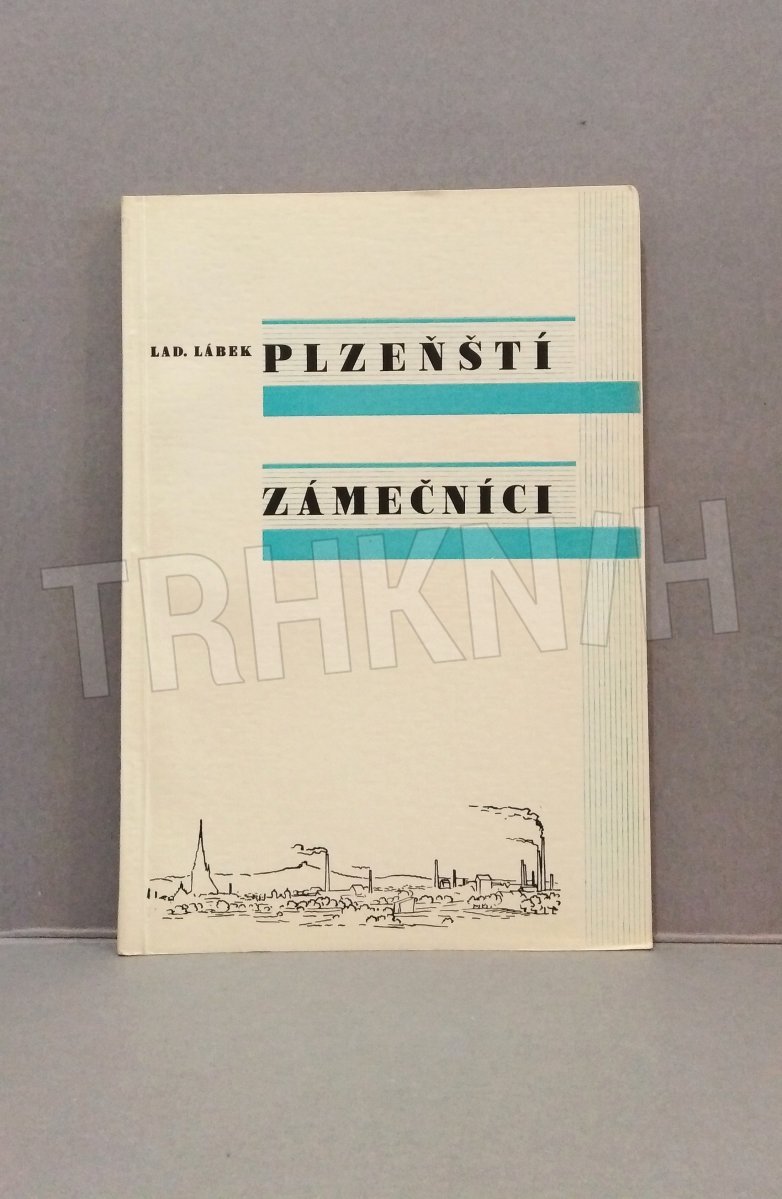 LAD. LÁBEK PLZEŇŠTÍ
ZÁMEČNÍCI
TRHKNIH